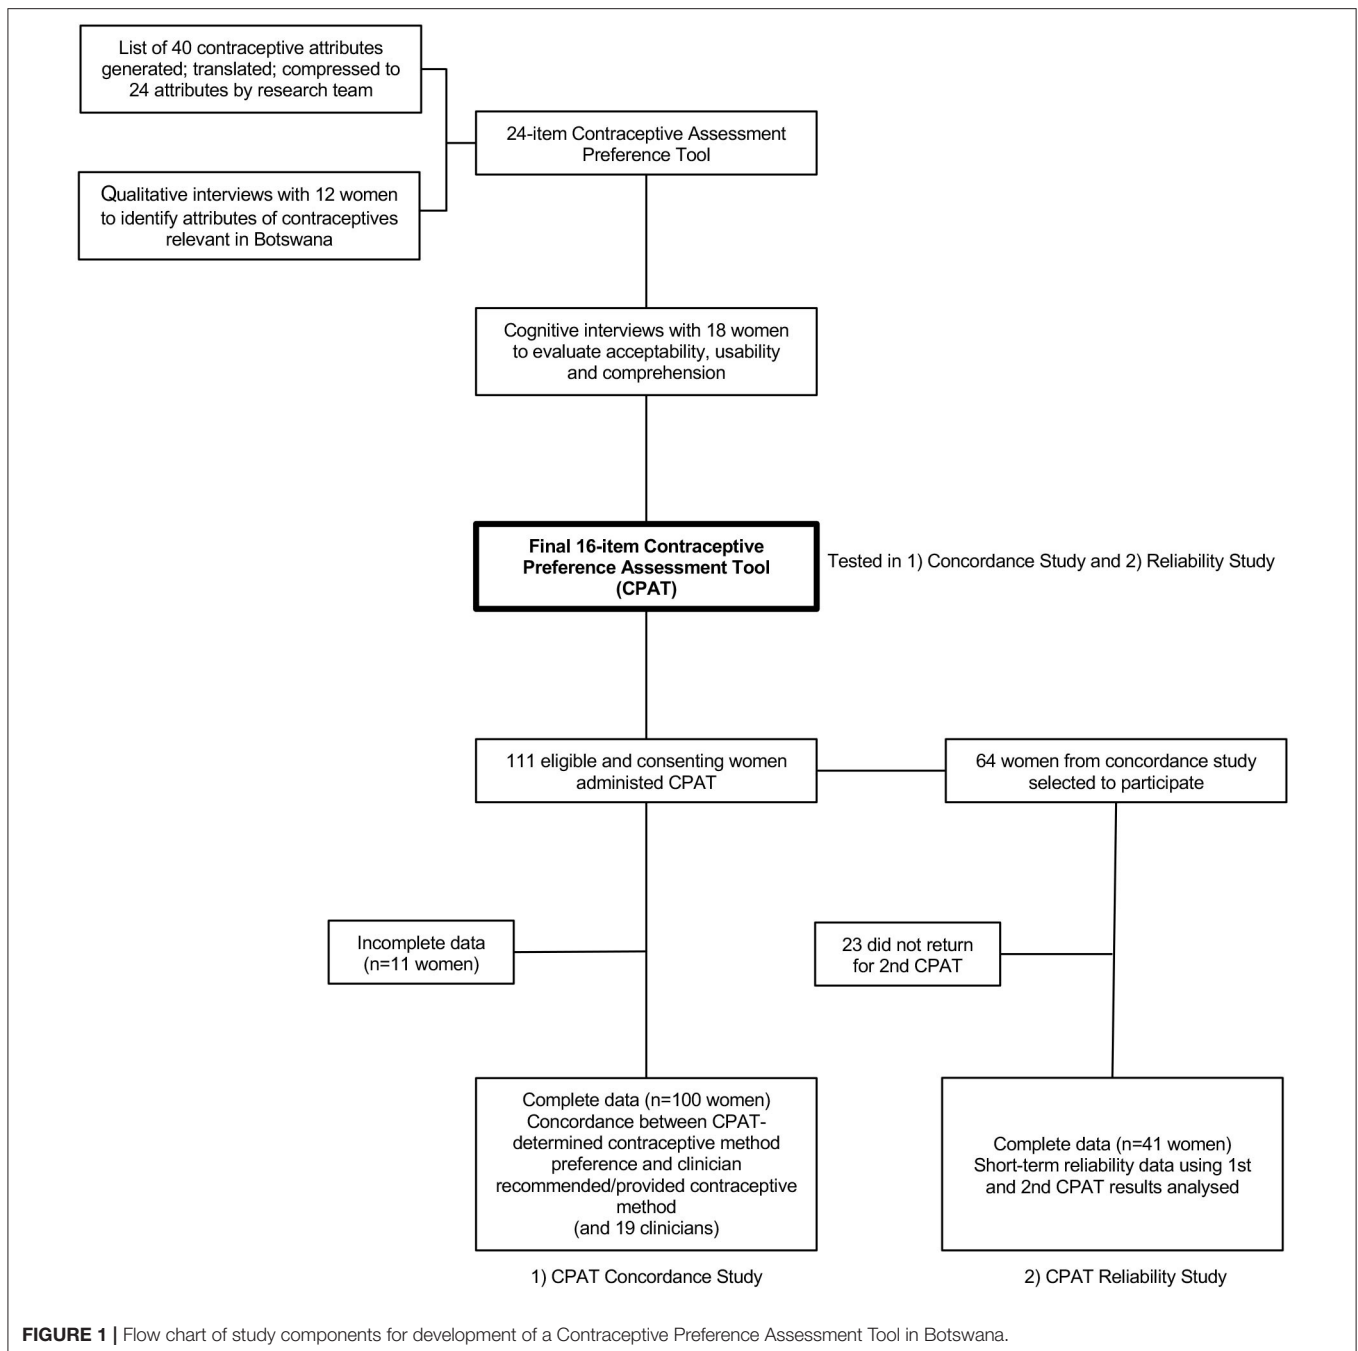 List of 40 contraceptive attributes
generated; translated; compressed to
24 attributes by research team
24-item Contraceptive Assessment
Preference Tool
Qualitative interviews with 12 women
to identify attributes of contraceptives
relevant in Botswana
Cognitive interviews with 18 women
to evaluate acceptability, usability
and comprehension
Final 16-item Contraceptive
Preference Assessment Tool
(CPAT)
Tested in 1) Concordance Study and 2) Reliability Study
111 eligible and consenting women
administed CPAT
64 women from concordance study
selected to participate
Incomplete data
(n=11 women)
23 did not return
for 2nd CPAT
Complete data (n=100 women)
Concordance between CPAT-
determined contraceptive method
preference and clinician
recommended/provided contraceptive
method
(and 19 clinicians)
Complete data (n=41 women)
Short-term reliability data using 1st
and 2nd CPAT results analysed
1) CPAT Concordance Study
2) CPAT Reliability Study
FIGURE 1 | Flow chart of study components for development of a Contraceptive Preference Assessment Tool in Botswana.